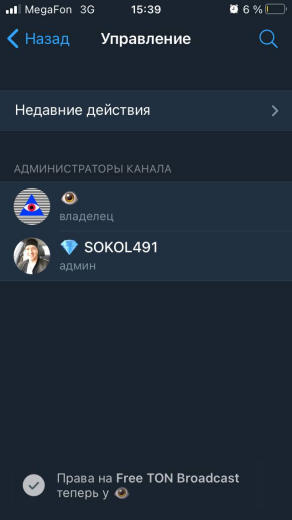 MegaFon 3G 15:39 6 %
Назад Управление
Недавние действия
АДМИНИСТРАТОРЫ КАНАЛА
👁
владелец
💎 SOKOL491
админ
Права на Free TON Broadcast
теперь у 👁